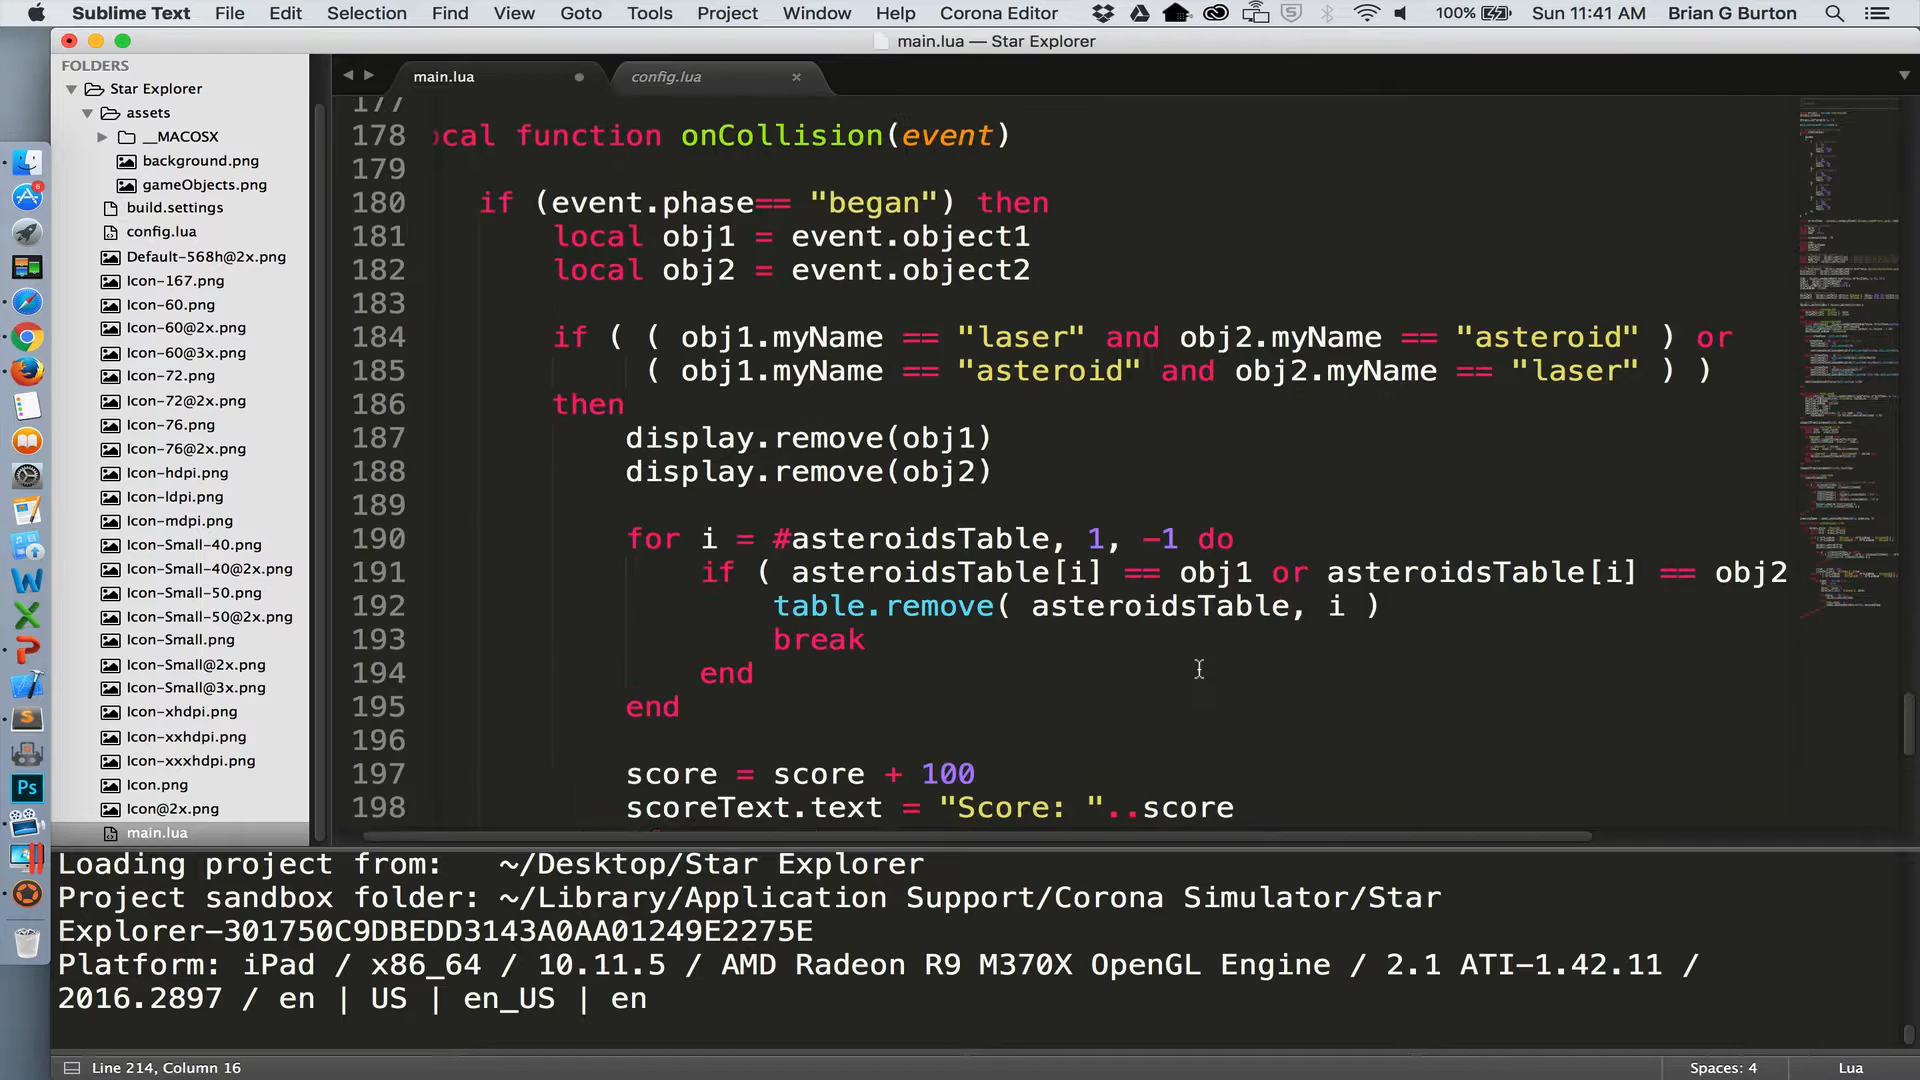 Sublime Text File Edit Selection Find View Goto Tools Project Window Help Corona Editor 100% Sun 11:41 AM Brian G Burton
main.lua — Star Explorer
FOLDERS
Star Explorer
assets
__MACOSX
background.png
gameObjects.png
build.settings
config.lua
Default-568h@2x.png
Icon-167.png
Icon-60.png
Icon-60@2x.png
Icon-60@3x.png
Icon-72.png
Icon-72@2x.png
Icon-76.png
Icon-76@2x.png
Icon-hdpi.png
Icon-ldpi.png
Icon-mdpi.png
Icon-Small-40.png
Icon-Small-40@2x.png
Icon-Small-50.png
Icon-Small-50@2x.png
Icon-Small.png
Icon-Small@2x.png
Icon-Small@3x.png
Icon-xhdpi.png
Icon-xxhdpi.png
Icon-xxxhdpi.png
Icon.png
Icon@2x.png
main.lua
main.lua config.lua
177
178 ocal function onCollision(event)
179
180 if (event.phase== "began") then
181 local obj1 = event.object1
182 local obj2 = event.object2
183
184 if ( ( obj1.myName == "laser" and obj2.myName == "asteroid" ) or
185 ( obj1.myName == "asteroid" and obj2.myName == "laser" ) )
186 then
187 display.remove(obj1)
188 display.remove(obj2)
189
190 for i = #asteroidsTable, 1, -1 do
191 if ( asteroidsTable[i] == obj1 or asteroidsTable[i] == obj2
192 table.remove( asteroidsTable, i )
193 break
194 end
195 end
196
197 score = score + 100
198 scoreText.text = "Score: "..score
Loading project from: ~/Desktop/Star Explorer
Project sandbox folder: ~/Library/Application Support/Corona Simulator/Star
Explorer-301750C9DBEDD3143A0AA01249E2275E
Platform: iPad / x86_64 / 10.11.5 / AMD Radeon R9 M370X OpenGL Engine / 2.1 ATI-1.42.11 /
2016.2897 / en | US | en_US | en
Line 214, Column 16 Spaces: 4 Lua